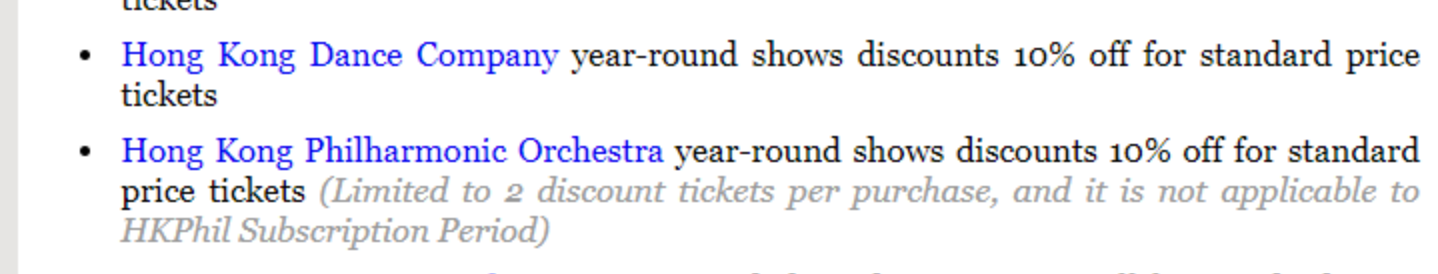 tickets
• Hong Kong Dance Company year-round shows discounts 10% off for standard price
tickets
• Hong Kong Philharmonic Orchestra year-round shows discounts 10% off for standard
price tickets (Limited to 2 discount tickets per purchase, and it is not applicable to
HKPhil Subscription Period)